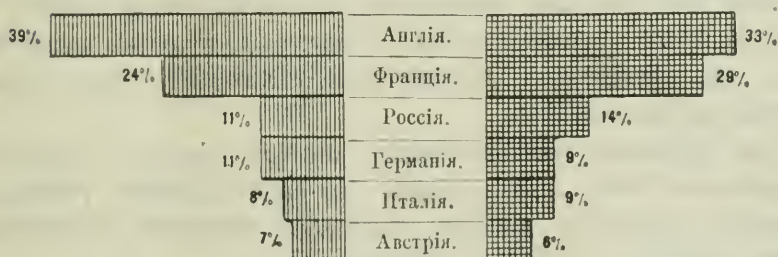 39% Англія. 33%
24% Франція. 29%
11% Россія. 14%
11% Германія. 9%
8% Италія. 9%
7% Австрія. 6%